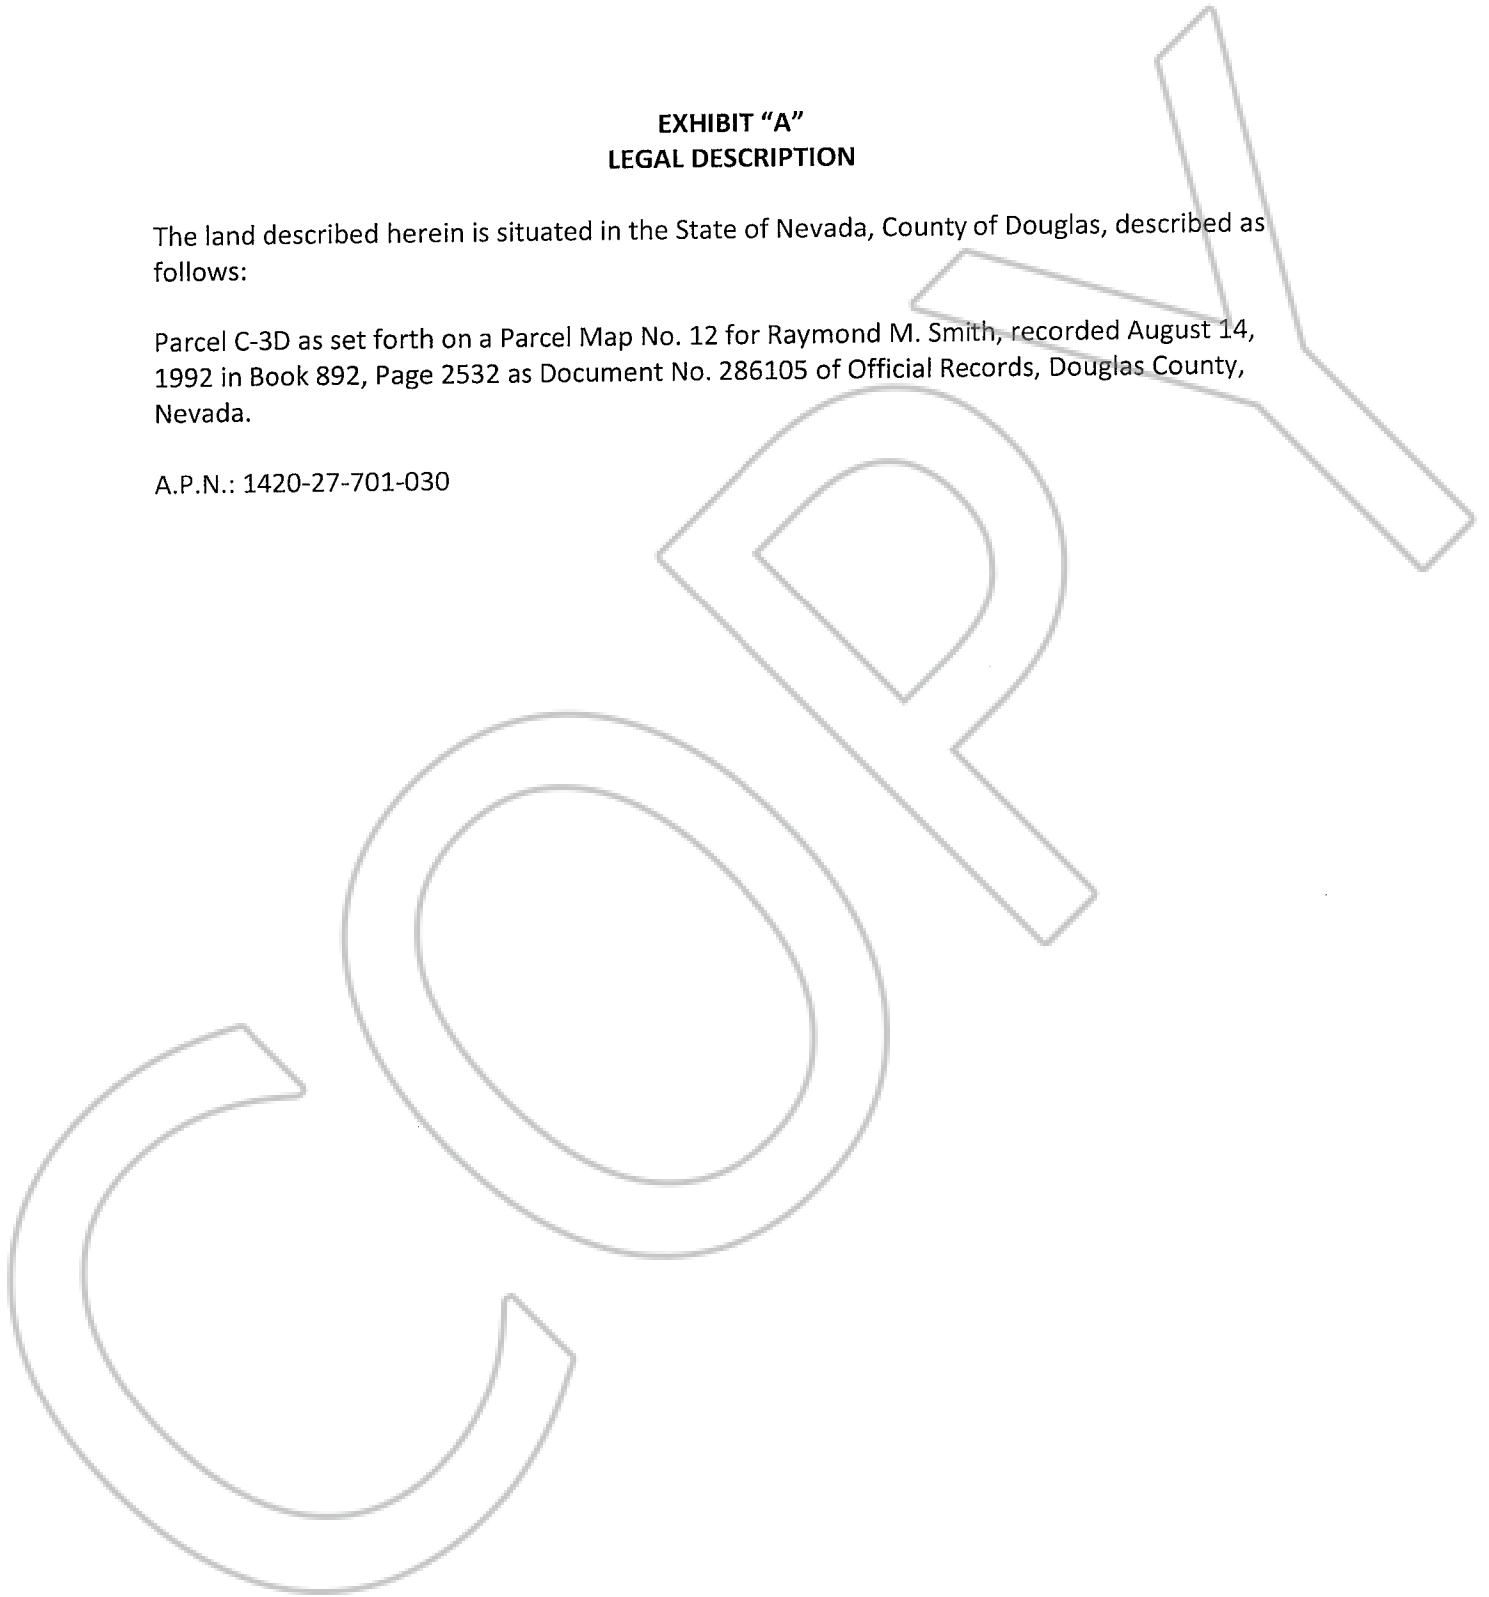 EXHIBIT “A”
LEGAL DESCRIPTION
The land described herein is situated in the State of Nevada, County of Douglas, described as
follows:
Parcel C-3D as set forth on a Parcel Map No. 12 for Raymond M. Smith, recorded August 14,
1992 in Book 892, Page 2532 as Document No. 286105 of Official Records, Douglas County,
Nevada.
A.P.N.: 1420-27-701-030
COPY